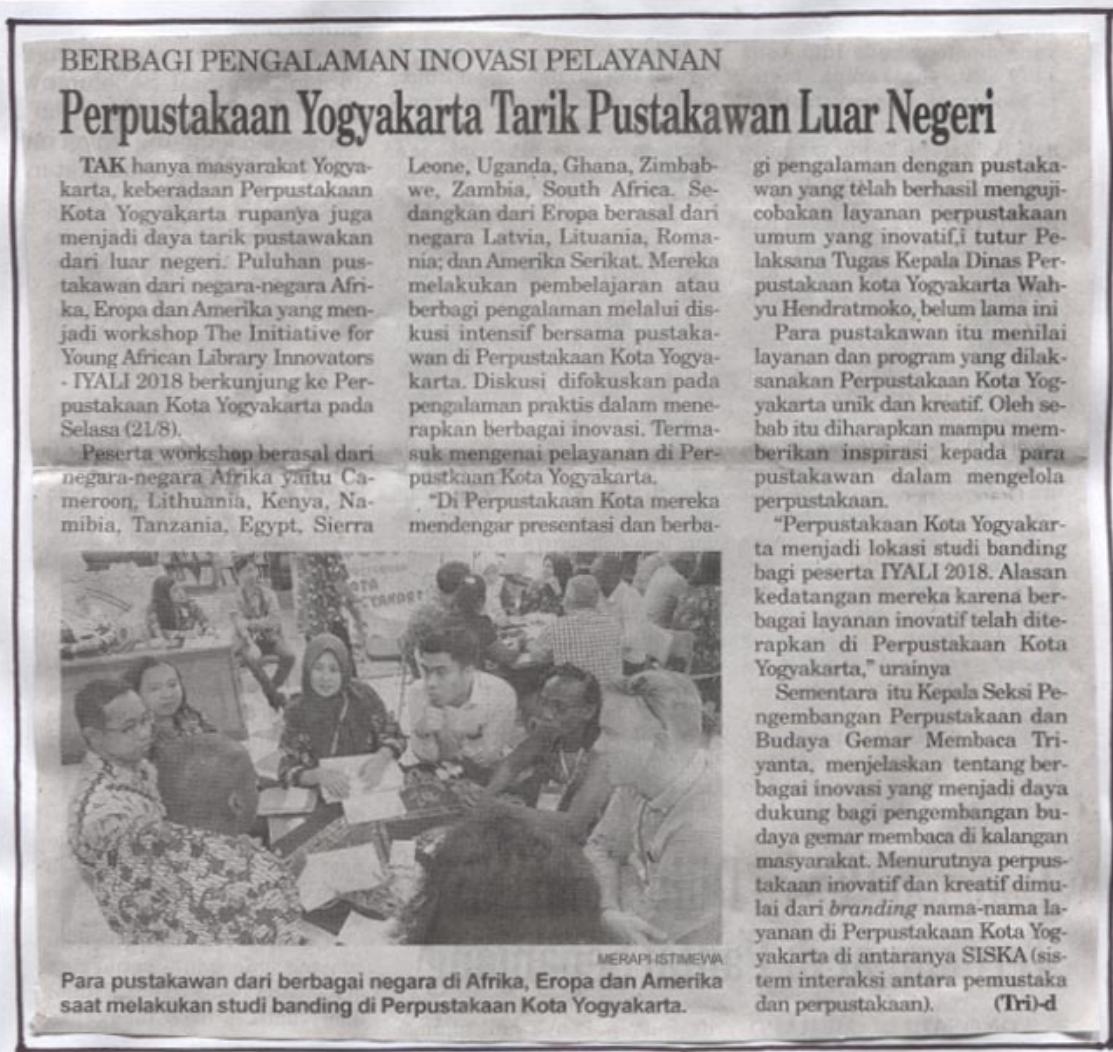 BERBAGI PENGALAMAN INOVASI PELAYANAN
Perpustakaan Yogyakarta Tarik Pustakawan Luar Negeri
TAK hanya masyarakat Yogya-
karta, keberadaan Perpustakaan
Kota Yogyakarta rupanya juga
menjadi daya tarik pustawakan
dari luar negeri. Puluhan pus-
takawan dari negara-negara Afri-
ka, Eropa dan Amerika yang men-
jadi workshop The Initiative for
Young African Library Innovators
- IYALI 2018 berkunjung ke Per-
pustakaan Kota Yogyakarta pada
Selasa (21/8).
Peserta workshop berasal dari
negara-negara Afrika yaitu Ca-
meroon, Lithuania, Kenya, Na-
mibia, Tanzania, Egypt, Sierra
Leone, Uganda, Ghana, Zimbab-
we, Zambia, South Africa. Se-
dangkan dari Eropa berasal dari
negara Latvia, Lituania, Roma-
nia; dan Amerika Serikat. Mereka
melakukan pembelajaran atau
berbagi pengalaman melalui dis-
kusi intensif bersama pustaka-
wan di Perpustakaan Kota Yogya-
karta. Diskusi difokuskan pada
pengalaman praktis dalam mene-
rapkan berbagai inovasi. Terma-
suk mengenai pelayanan di Per-
pustkaan Kota Yogyakarta.
"Di Perpustakaan Kota mereka
mendengar presentasi dan berba-
gi pengalaman dengan pustaka-
wan yang telah berhasil menguji-
cobakan layanan perpustakaan
umum yang inovatif,i tutur Pe-
laksana Tugas Kepala Dinas Per-
pustakaan kota Yogyakarta Wah-
yu Hendratmoko, belum lama ini
Para pustakawan itu menilai
layanan dan program yang dilak-
sanakan Perpustakaan Kota Yog-
yakarta unik dan kreatif. Oleh se-
bab itu diharapkan mampu mem-
berikan inspirasi kepada para
pustakawan dalam mengelola
perpustakaan.
"Perpustakaan Kota Yogyakar-
ta menjadi lokasi studi banding
bagi peserta IYALI 2018. Alasan
kedatangan mereka karena ber-
bagai layanan inovatif telah dite-
rapkan di Perpustakaan Kota
Yogyakarta," urainya
Sementara itu Kepala Seksi Pe-
ngembangan Perpustakaan dan
Budaya Gemar Membaca Tri-
yanta, menjelaskan tentang ber-
bagai inovasi yang menjadi daya
dukung bagi pengembangan bu-
daya gemar membaca di kalangan
masyarakat. Menurutnya perpus-
takaan inovatif dan kreatif dimu-
lai dari branding nama-nama la-
yanan di Perpustakaan Kota Yog-
yakarta di antaranya SISKA (sis-
tem interaksi antara pemustaka
dan perpustakaan). (Tri)-d
KOTA
MERAPI-ISTIMEWA
Para pustakawan dari berbagai negara di Afrika, Eropa dan Amerika
saat melakukan studi banding di Perpustakaan Kota Yogyakarta.